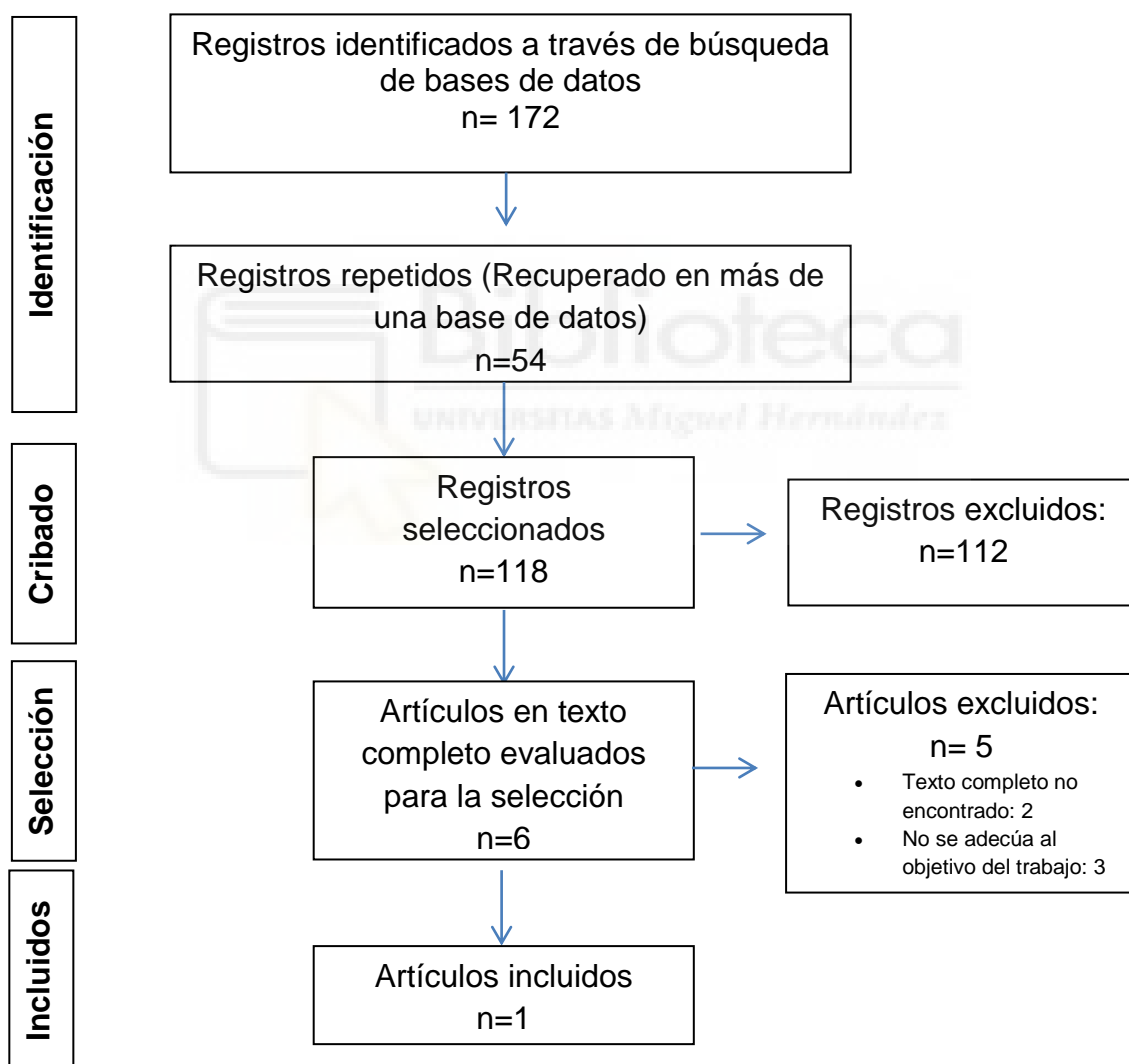 Identificación
Registros identificados a través de búsqueda
de bases de datos
n= 172
Registros repetidos (Recuperado en más de
una base de datos)
n=54
Biblioteca
UNIVERSITAS Miguel Hernández
Cribado
Registros
seleccionados
n=118
Registros excluidos:
n=112
Selección
Artículos en texto
completo evaluados
para la selección
n=6
Artículos excluidos:
n= 5
• Texto completo no
encontrado: 2
• No se adecúa al
objetivo del trabajo: 3
Incluidos
Artículos incluidos
n=1